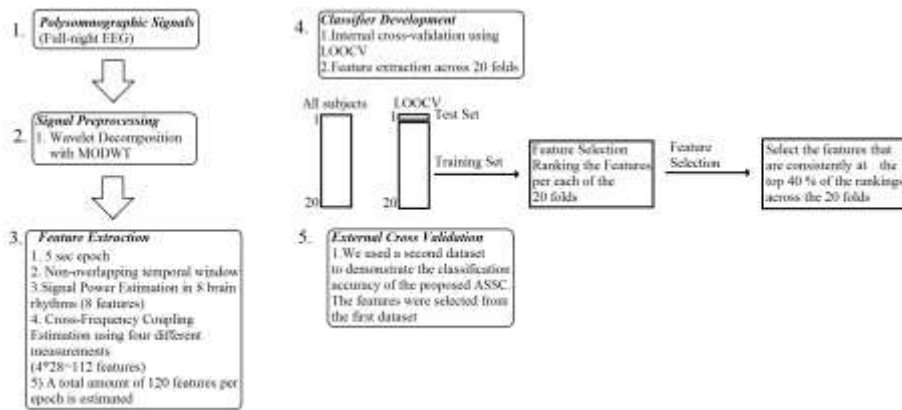 1.
Polysomnographic Signals
(Full-night EEG)
2.
Signal Preprocessing
1. Wavelet Decomposition
with MODWT
3.
Feature Extraction
1. 5 sec epoch
2. Non-overlapping temporal window
3.Signal Power Estimation in 8 brain
rhythms (8 features)
4. Cross-Frequency Coupling
Estimation using four different
measurements
(4*28~112 features)
5) A total amount of 120 features per
epoch is estimated
4.
Classifier Development
1.Internal cross-validation using
LOOCV
2.Feature extraction across 20 folds
All subjects
1
20
LOOCV
1
20
Test Set
Training Set
Feature Selection
Ranking the Features
per each of the
20 folds
Feature
Selection
Select the features that
are consistently at the
top 40 % of the rankings
across the 20 folds
5.
External Cross Validation
1.We used a second dataset
to demonstrate the classification
accuracy of the proposed ASSC.
The features were selected from
the first dataset